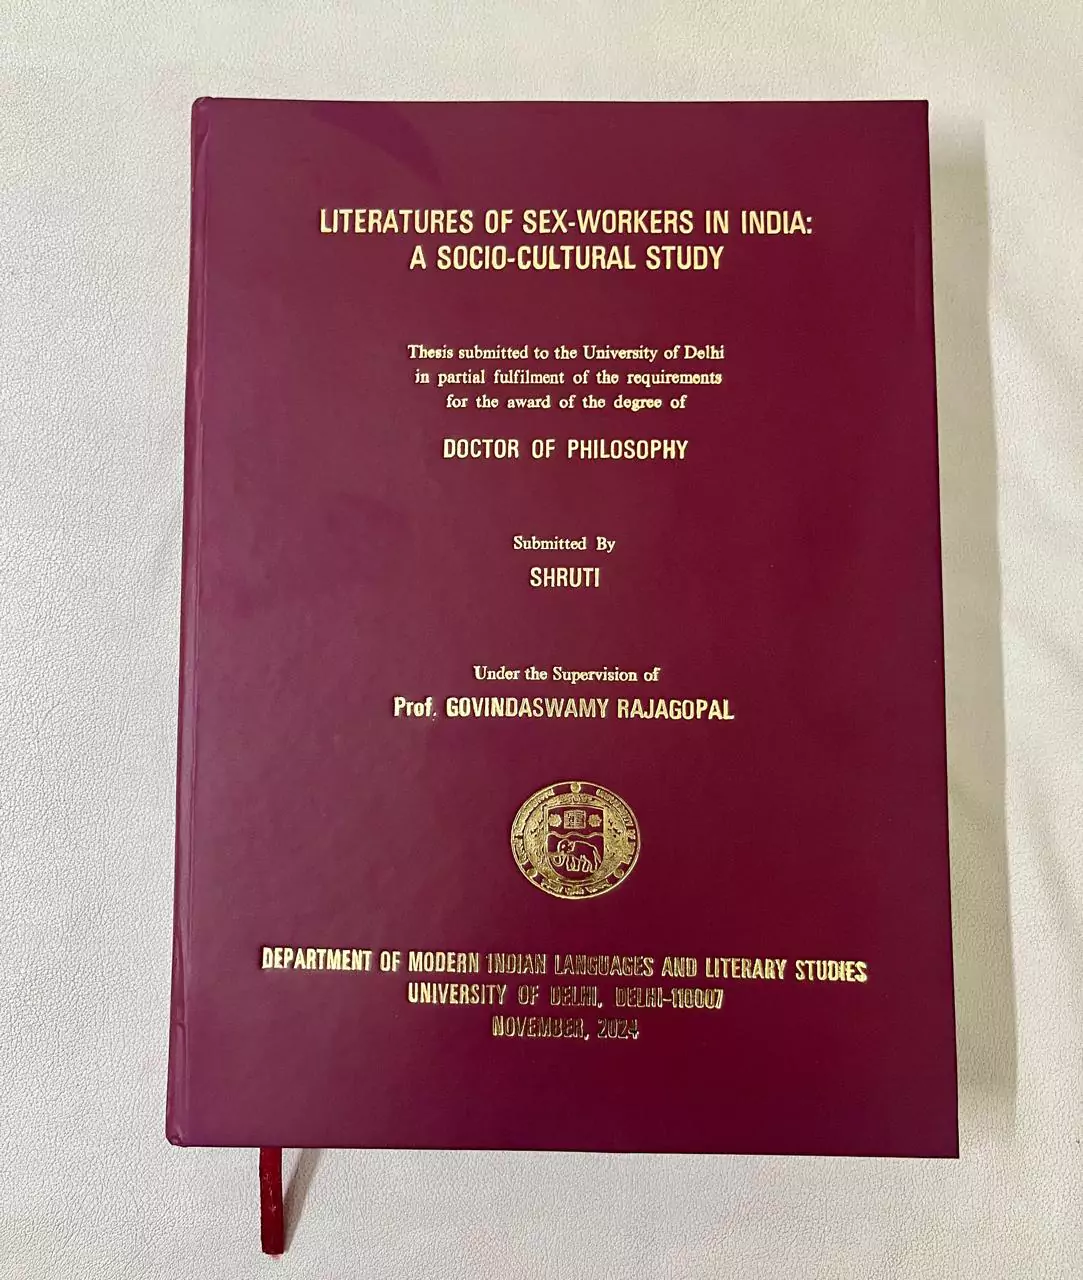 LITERATURES OF SEX-WORKERS IN INDIA:
A SOCIO-CULTURAL STUDY
Thesis submitted to the University of Delhi
in partial fulfilment of the requirements
for the award of the degree of
DOCTOR OF PHILOSOPHY
Submitted By
SHRUTI
Under the Supervision of
Prof. GOVINDASWAMY RAJAGOPAL
DEPARTMENT OF MODERN INDIAN LANGUAGES AND LITERARY STUDIES
UNIVERSITY OF DELHI, DELHI-110007
NOVEMBER, 2024